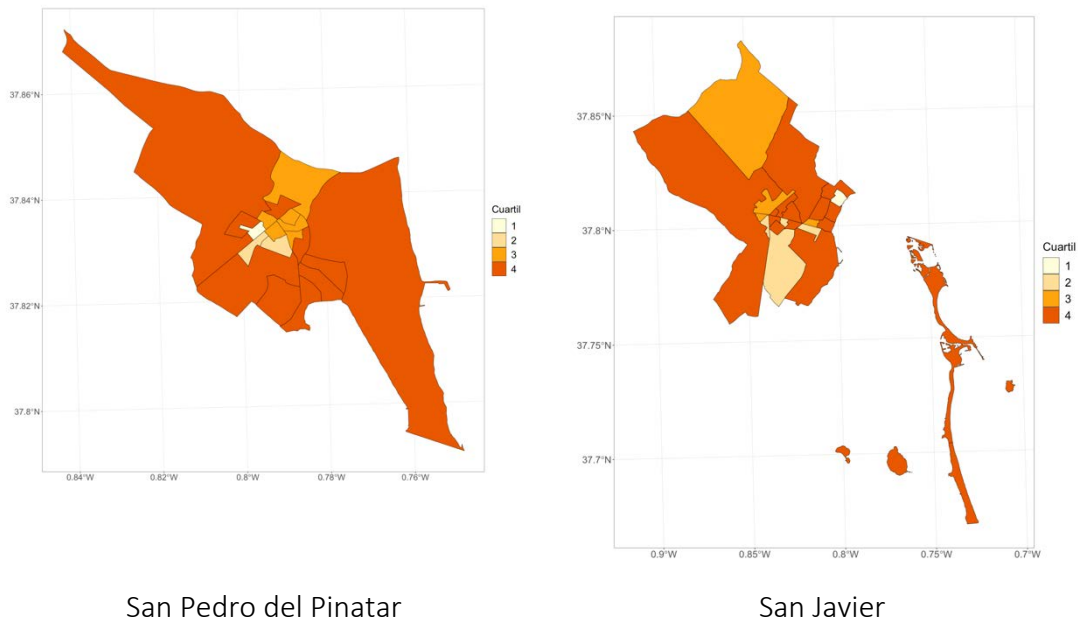 37.86°N
37.84°N
37.82°N
37.8°N
0.84°W
0.82°W
0.8°W
0.78°W
0.76°W
Cuartil
1
2
3
4
San Pedro del Pinatar
37.85°N
37.8°N
37.75°N
37.7°N
0.9°W
0.85°W
0.8°W
0.75°W
0.7°W
Cuartil
1
2
3
4
San Javier